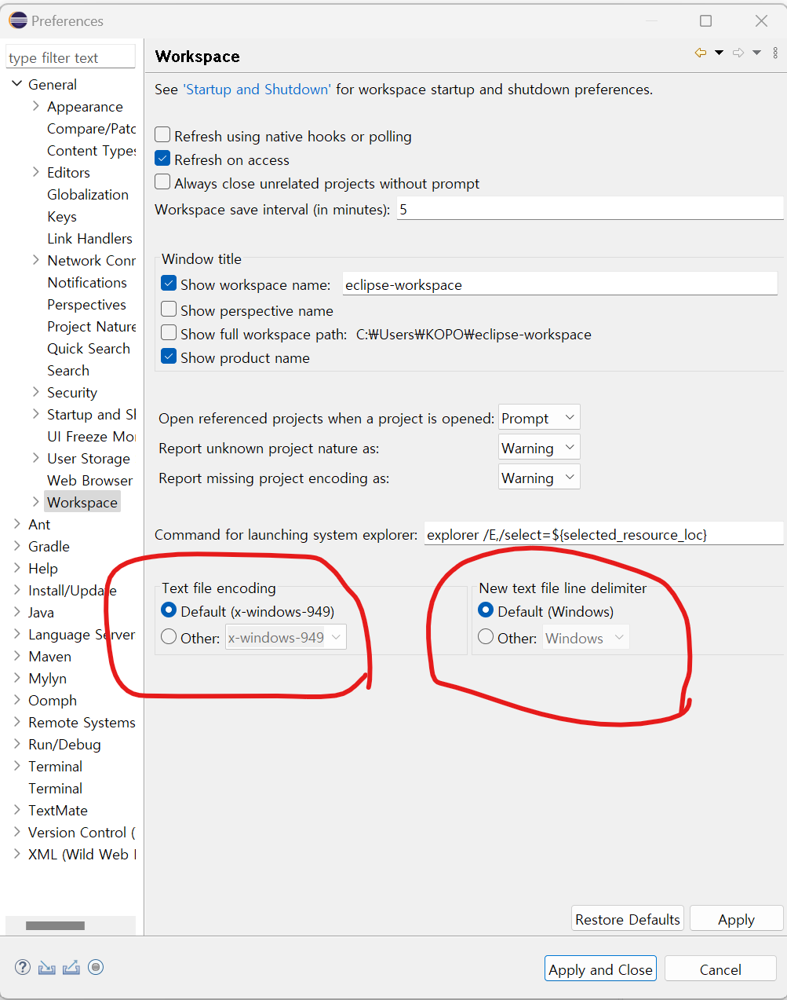 Preferences
type filter text
General
Appearance
Compare/Patc
Content Types
Editors
Globalization
Keys
Link Handlers
Network Conr
Notifications
Perspectives
Project Nature
Quick Search
Search
Security
Startup and Sl
UI Freeze Mo
User Storage
Web Browser
Workspace
Ant
Gradle
Help
Install/Update
Java
Language Server
Maven
Mylyn
Oomph
Remote Systems
Run/Debug
Terminal
Terminal
TextMate
Version Control (
XML (Wild Web
Workspace
See 'Startup and Shutdown' for workspace startup and shutdown preferences.
Refresh using native hooks or polling
Refresh on access
Always close unrelated projects without prompt
Workspace save interval (in minutes): 5
Window title
Show workspace name: eclipse-workspace
Show perspective name
Show full workspace path: C:₩Users₩KOPO₩eclipse-workspace
Show product name
Open referenced projects when a project is opened: Prompt
Report unknown project nature as: Warning
Report missing project encoding as: Warning
Command for launching system explorer: explorer /E,/select=${selected_resource_loc}
Text file encoding
Default (x-windows-949)
Other: x-windows-949
New text file line delimiter
Default (Windows)
Other: Windows
Restore Defaults Apply
Apply and Close Cancel